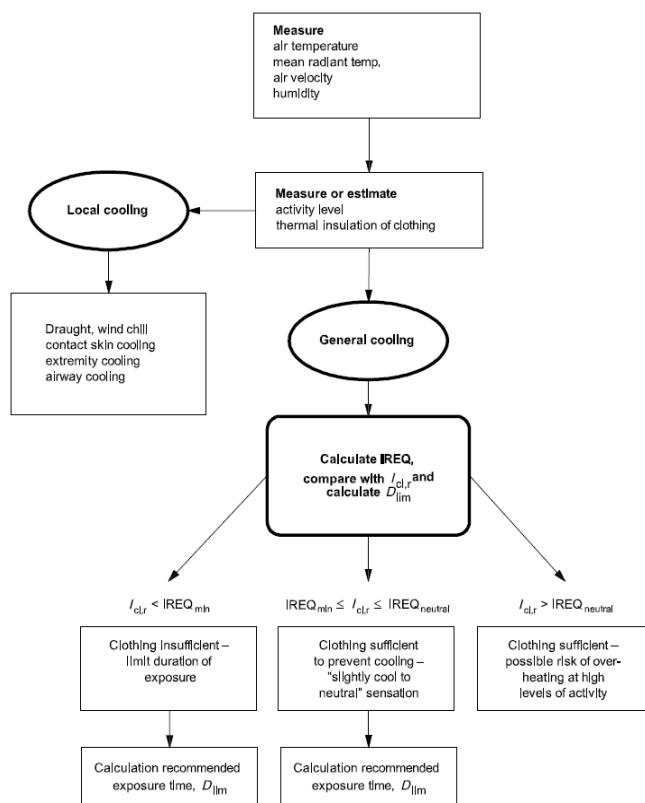 Measure
air temperature
mean radiant temp.
air velocity
humidity
Measure or estimate
activity level
thermal insulation of clothing
Local cooling
Draught, wind chill
contact skin cooling
extremity cooling
airway cooling
General cooling
Calculate IREQ,
compare with Icl,r and
calculate Dlim
Icl,r < IREQmin
IREQmin ≤ Icl,r ≤ IREQneutral
Icl,r > IREQneutral
Clothing insufficient –
limit duration of
exposure
Clothing sufficient
to prevent cooling –
“slightly cool to
neutral” sensation
Clothing sufficient –
possible risk of over-
heating at high
levels of activity
Calculation recommended
exposure time, Dlim
Calculation recommended
exposure time, Dlim